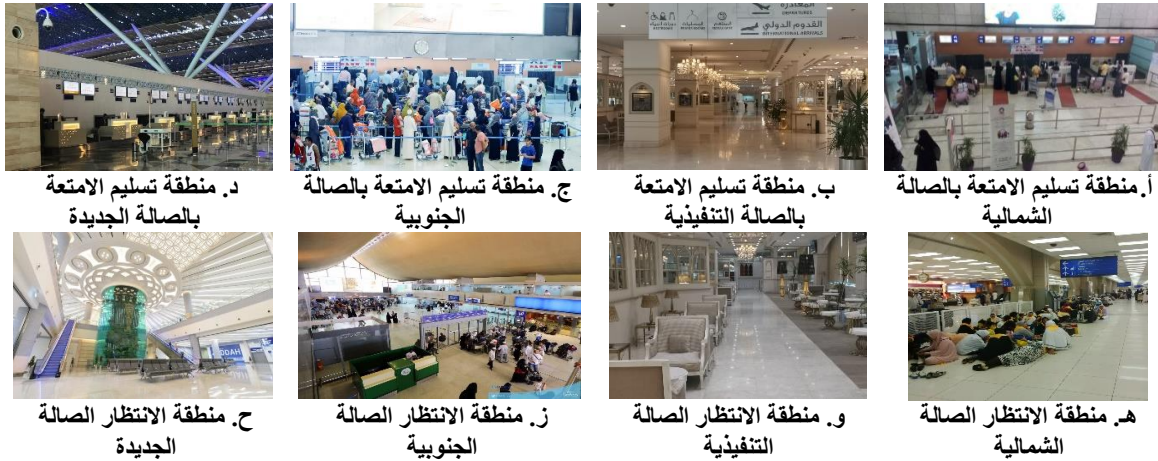 المغادرة
DEPARTURES
القدوم الدولي
INTERNATIONAL ARRIVALS
أ.منطقة تسليم الامتعة بالصالة
الشمالية
ب. منطقة تسليم الامتعة
بالصالة التنفيذية
ج. منطقة تسليم الامتعة بالصالة
الجنوبية
د. منطقة تسليم الامتعة
بالصالة الجديدة
هـ. منطقة الانتظار الصالة
الشمالية
و. منطقة الانتظار الصالة
التنفيذية
ز. منطقة الانتظار الصالة
الجنوبية
ح. منطقة الانتظار الصالة
الجديدة